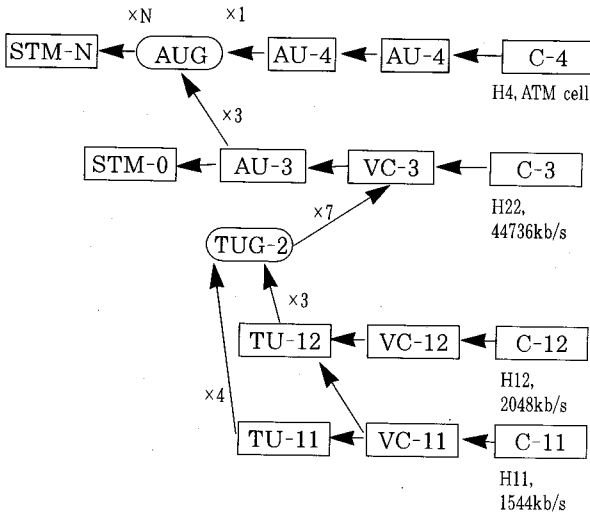 ×N ×1
STM-N AUG AU-4 AU-4 C-4
H4, ATM cell
×3
STM-0 AU-3 VC-3 C-3
H22,
44736kb/s
×7
TUG-2
×3
TU-12 VC-12 C-12
H12,
2048kb/s
×4
TU-11 VC-11 C-11
H11,
1544kb/s